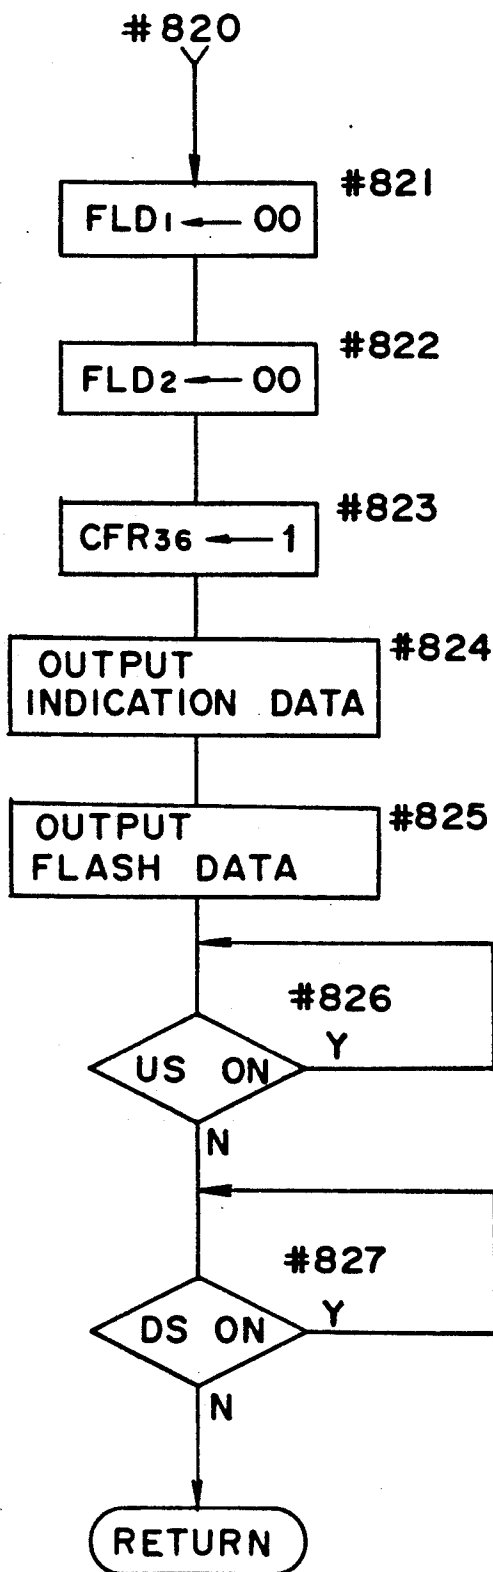 #820
#821
FLD1 ← 00
#822
FLD2 ← 00
#823
CFR36 ← 1
#824
OUTPUT
INDICATION DATA
#825
OUTPUT
FLASH DATA
#826
US ON
Y
N
#827
DS ON
Y
N
RETURN